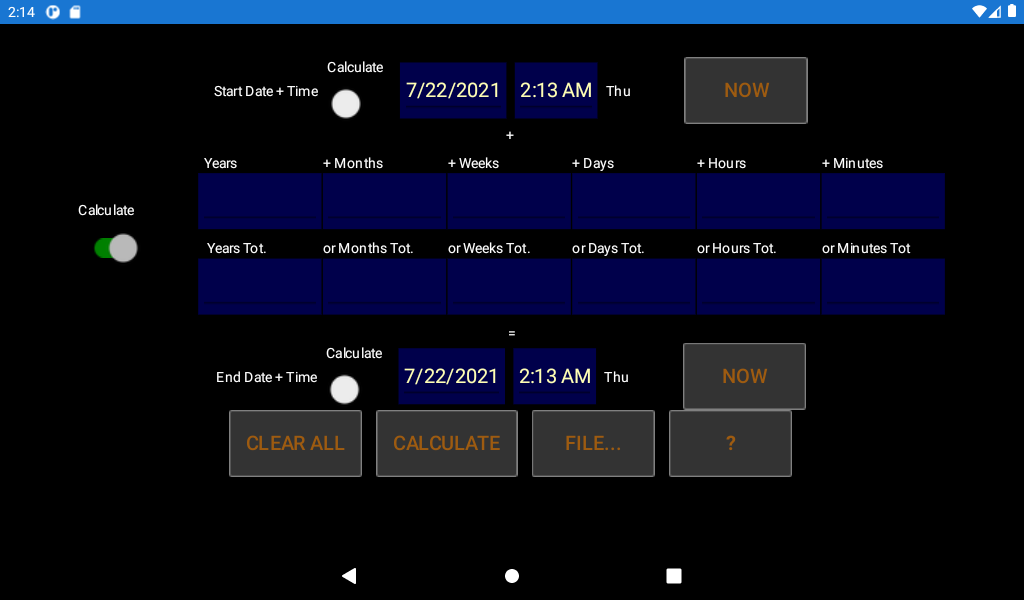 2:14
Calculate
Start Date + Time 7/22/2021 2:13 AM Thu NOW
+
Years + Months + Weeks + Days + Hours + Minutes
Calculate
Years Tot. or Months Tot. or Weeks Tot. or Days Tot. or Hours Tot. or Minutes Tot
=
Calculate
End Date + Time 7/22/2021 2:13 AM Thu NOW
CLEAR ALL CALCULATE FILE... ?